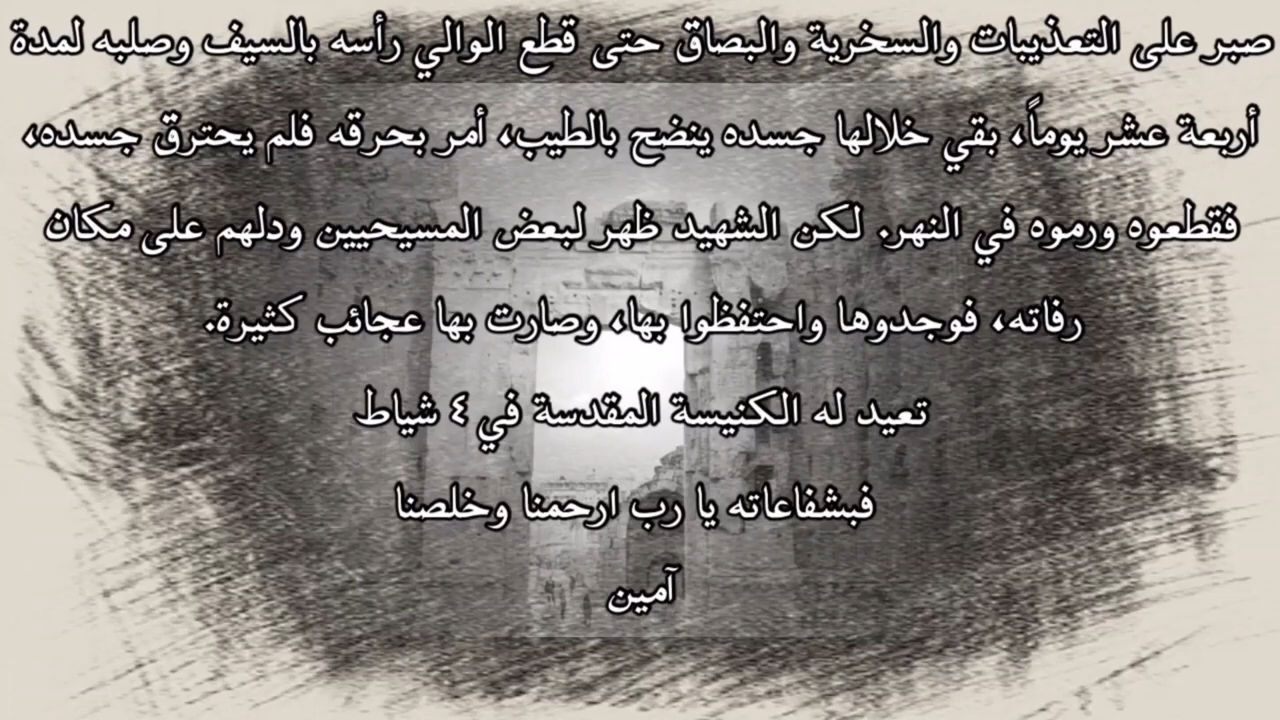 صبر على التعذيبات والسخرية والبصاق حتى قطع الوالي رأسه بالسيف وصلبه لمدة
أربعة عشر يوماً، بقي خلالها جسده ينضح بالطيب، أمر بحرقه فلم يحترق جسده،
فقطعوه ورموه في النهر. لكن الشهيد ظهر لبعض المسيحيين ودلهم على مكان
رفاته، فوجدوها واحتفظوا بها، وصارت بها عجائب كثيرة.
تعيد له الكنيسة المقدسة في ٤ شياط
فبشفاعاته يا رب ارحمنا وخلصنا
آمين